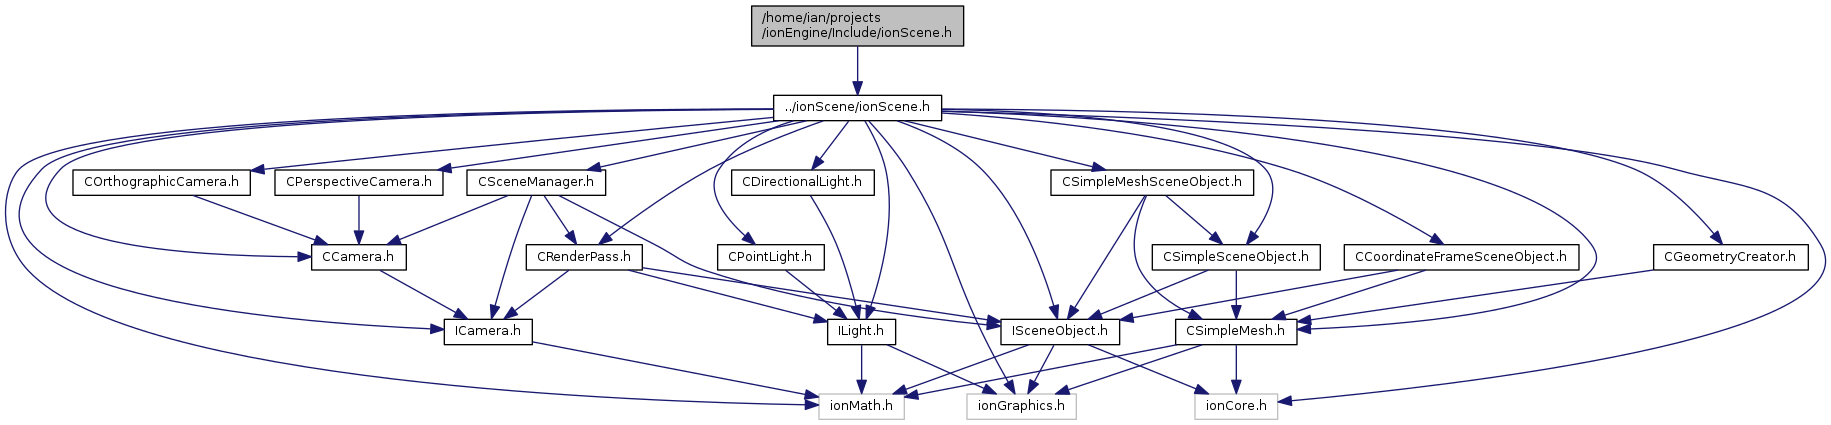 /home/ian/projects
/ionEngine/Include/ionScene.h
../ionScene/ionScene.h
COrthographicCamera.h
CPerspectiveCamera.h
CSceneManager.h
CDirectionalLight.h
CSimpleMeshSceneObject.h
CCamera.h
CRenderPass.h
CPointLight.h
CSimpleSceneObject.h
CCoordinateFrameSceneObject.h
CGeometryCreator.h
ICamera.h
ILight.h
ISceneObject.h
CSimpleMesh.h
ionMath.h
ionGraphics.h
ionCore.h